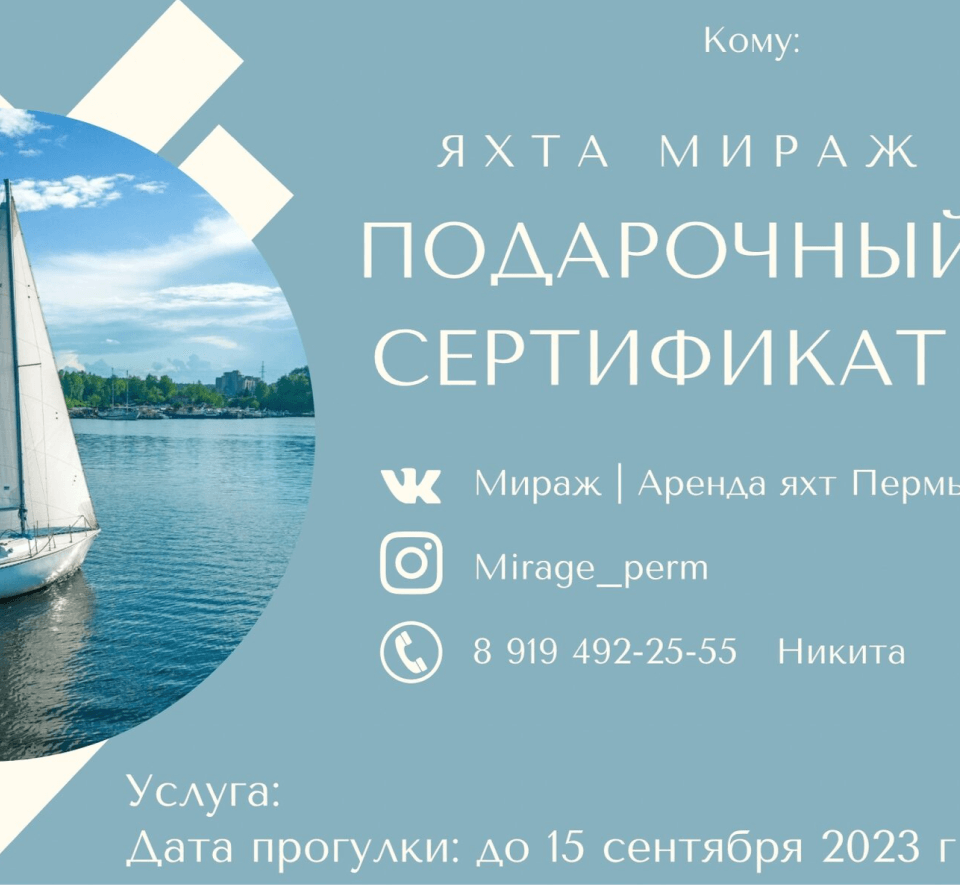 Кому:
ЯХТА МИРАЖ
ПОДАРОЧНЫЙ
СЕРТИФИКАТ
Мираж | Аренда яхт Пермь
Mirage_perm
8 919 492-25-55 Никита
Услуга:
Дата прогулки: до 15 сентября 2023 г